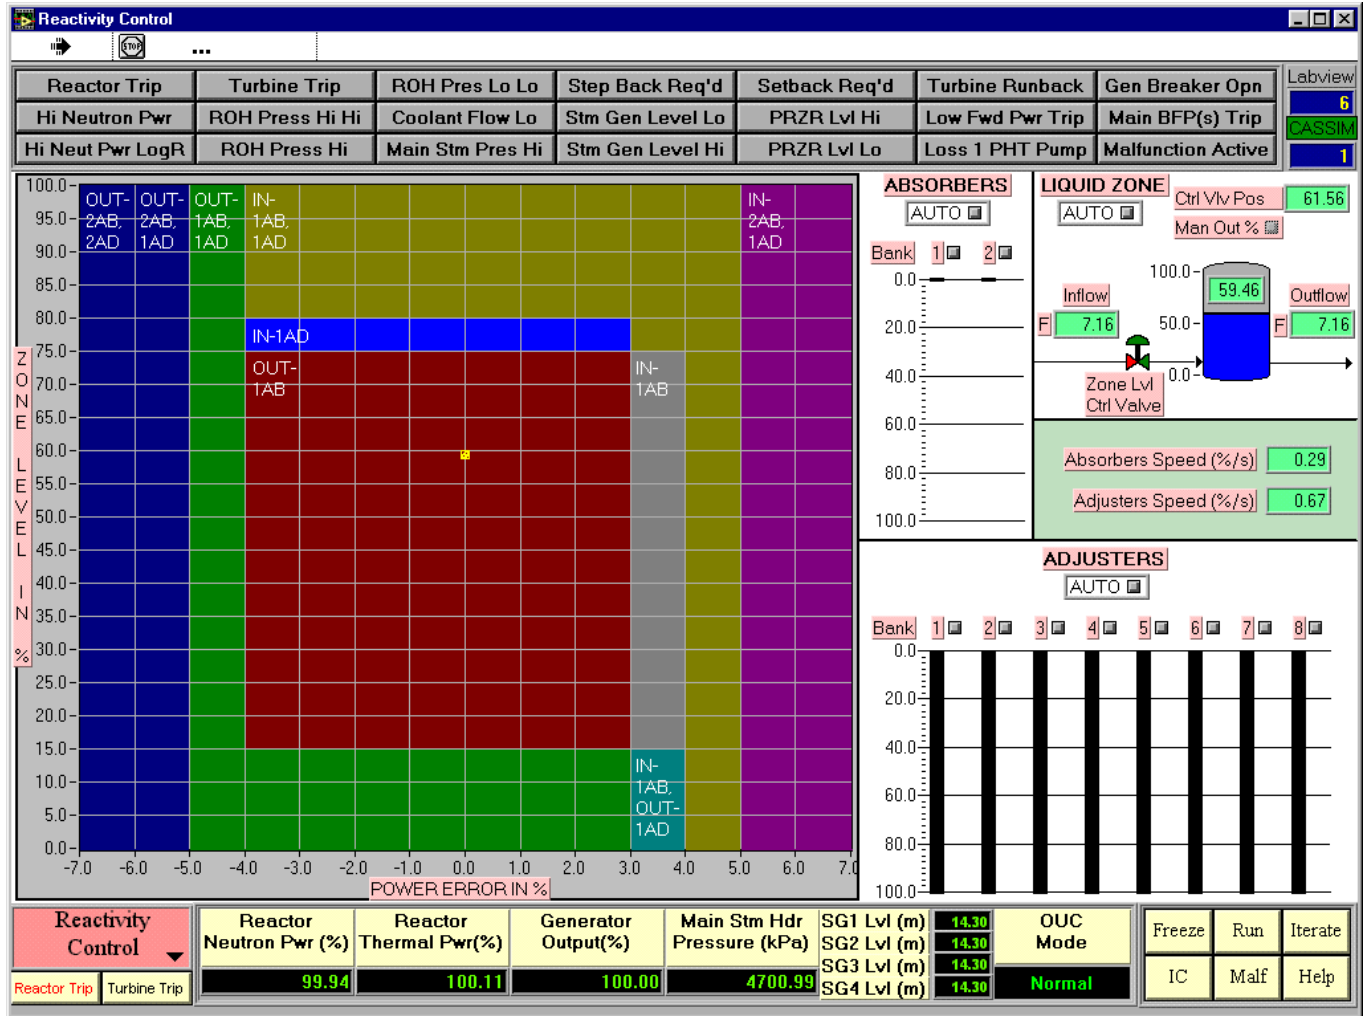 Reactivity Control
STOP
...
Reactor Trip Turbine Trip ROH Pres Lo Lo Step Back Req'd Setback Req'd Turbine Runback Gen Breaker Opn
Hi Neutron Pwr ROH Press Hi Hi Coolant Flow Lo Stm Gen Level Lo PRZR Lvl Hi Low Fwd Pwr Trip Main BFP(s) Trip
Hi Neut Pwr LogR ROH Press Hi Main Stm Pres Hi Stm Gen Level Hi PRZR Lvl Lo Loss 1 PHT Pump Malfunction Active
Labview
6
CASSIM
1
ZONE LEVEL IN %
100.0
95.0
90.0
85.0
80.0
75.0
70.0
65.0
60.0
55.0
50.0
45.0
40.0
35.0
30.0
25.0
20.0
15.0
10.0
5.0
0.0
OUT-
2AB,
2AD
OUT-
2AB,
1AD
OUT-
1AB,
1AD
IN-
1AB,
1AD
IN-
2AB,
1AD
IN-1AD
OUT-
1AB
IN-
1AB
IN-
1AB,
OUT-
1AD
-7.0 -6.0 -5.0 -4.0 -3.0 -2.0 -1.0 0.0 1.0 2.0 3.0 4.0 5.0 6.0 7.0
POWER ERROR IN %
ABSORBERS
AUTO
Bank 1 2
0.0
20.0
40.0
60.0
80.0
100.0
LIQUID ZONE
AUTO
Ctrl Vlv Pos 61.56
Man Out %
100.0
50.0
0.0
59.46
Inflow
F 7.16
Outflow
F 7.16
Zone Lvl
Ctrl Valve
Absorbers Speed (%/s) 0.29
Adjusters Speed (%/s) 0.67
ADJUSTERS
AUTO
Bank 1 2 3 4 5 6 7 8
0.0
20.0
40.0
60.0
80.0
100.0
Reactivity
Control
Reactor Trip Turbine Trip
Reactor
Neutron Pwr (%)
99.94
Reactor
Thermal Pwr(%)
100.11
Generator
Output(%)
100.00
Main Stm Hdr
Pressure (kPa)
4700.99
SG1 Lvl (m) 14.30
SG2 Lvl (m) 14.30
SG3 Lvl (m) 14.30
SG4 Lvl (m) 14.30
OUC
Mode
Normal
Freeze Run Iterate
IC Malf Help